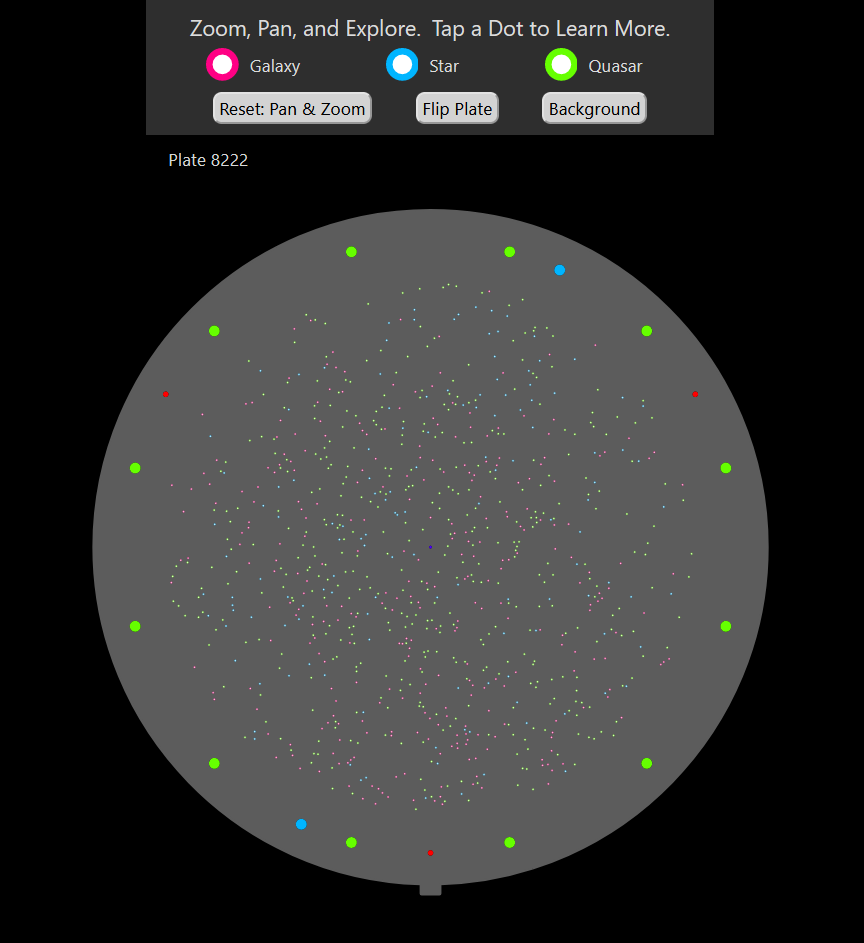 Zoom, Pan, and Explore.  Tap a Dot to Learn More.
Galaxy
Star
Quasar
Reset: Pan & Zoom
Flip Plate
Background
Plate 8222